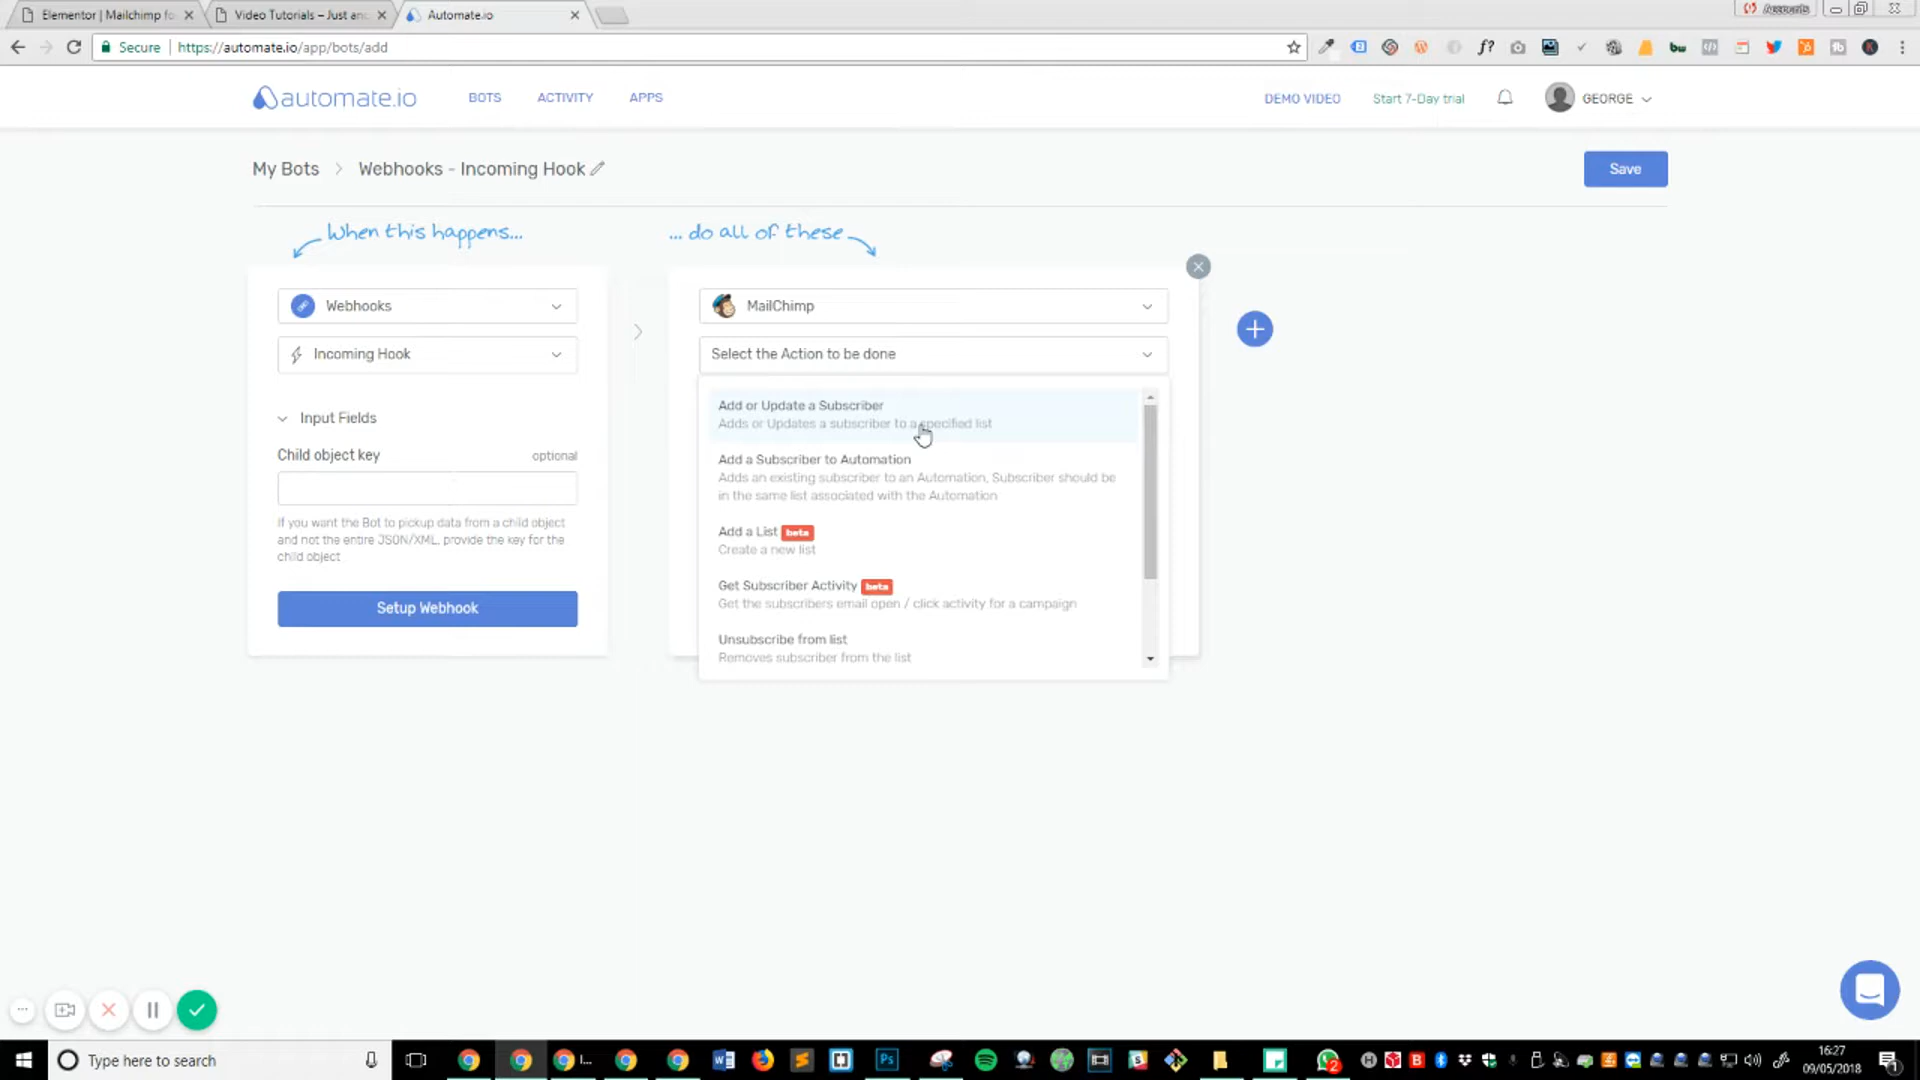 Elementor | Mailchimp fo
Video Tutorials – Just an
Automate.io
Accounts
Secure
https://automate.io/app/bots/add
automate.io
BOTS
ACTIVITY
APPS
DEMO VIDEO
Start 7-Day trial
GEORGE
My Bots > Webhooks - Incoming Hook
Save
When this happens...
... do all of these
Webhooks
Incoming Hook
Input Fields
Child object key
optional
If you want the Bot to pickup data from a child object
and not the entire JSON/XML, provide the key for the
child object
Setup Webhook
MailChimp
Select the Action to be done
Add or Update a Subscriber
Adds or Updates a subscriber to a specified list
Add a Subscriber to Automation
Adds an existing subscriber to an Automation, Subscriber should be
in the same list associated with the Automation
Add a List beta
Create a new list
Get Subscriber Activity beta
Get the subscribers email open / click activity for a campaign
Unsubscribe from list
Removes subscriber from the list
Type here to search
16:27
09/05/2018